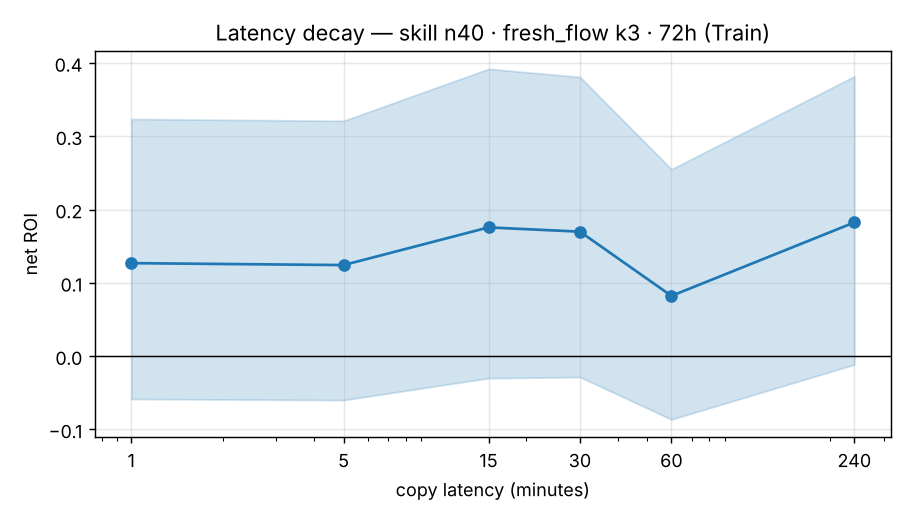 Latency decay — skill n40 · fresh_flow k3 · 72h (Train)
net ROI
0.4
0.3
0.2
0.1
0.0
−0.1
1 5 15 30 60 240
copy latency (minutes)